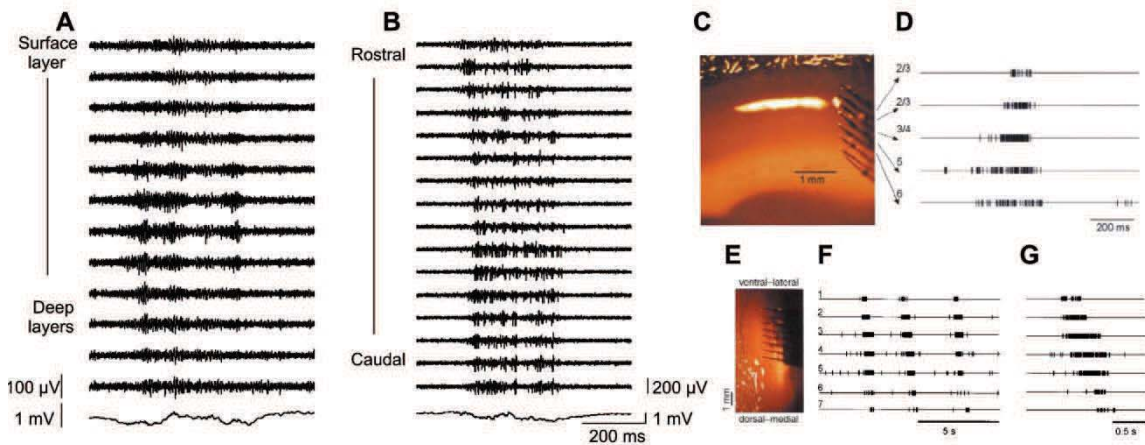 A
Surface
layer
Deep
layers
100 µV
1 mV
B
Rostral
Caudal
200 µV
1 mV
200 ms
C
1 mm
D
2/3
2/3
3/4
5
6
200 ms
E
ventral–lateral
1 mm
dorsal–medial
F
1
2
3
4
5
6
7
5 s
G
0.5 s